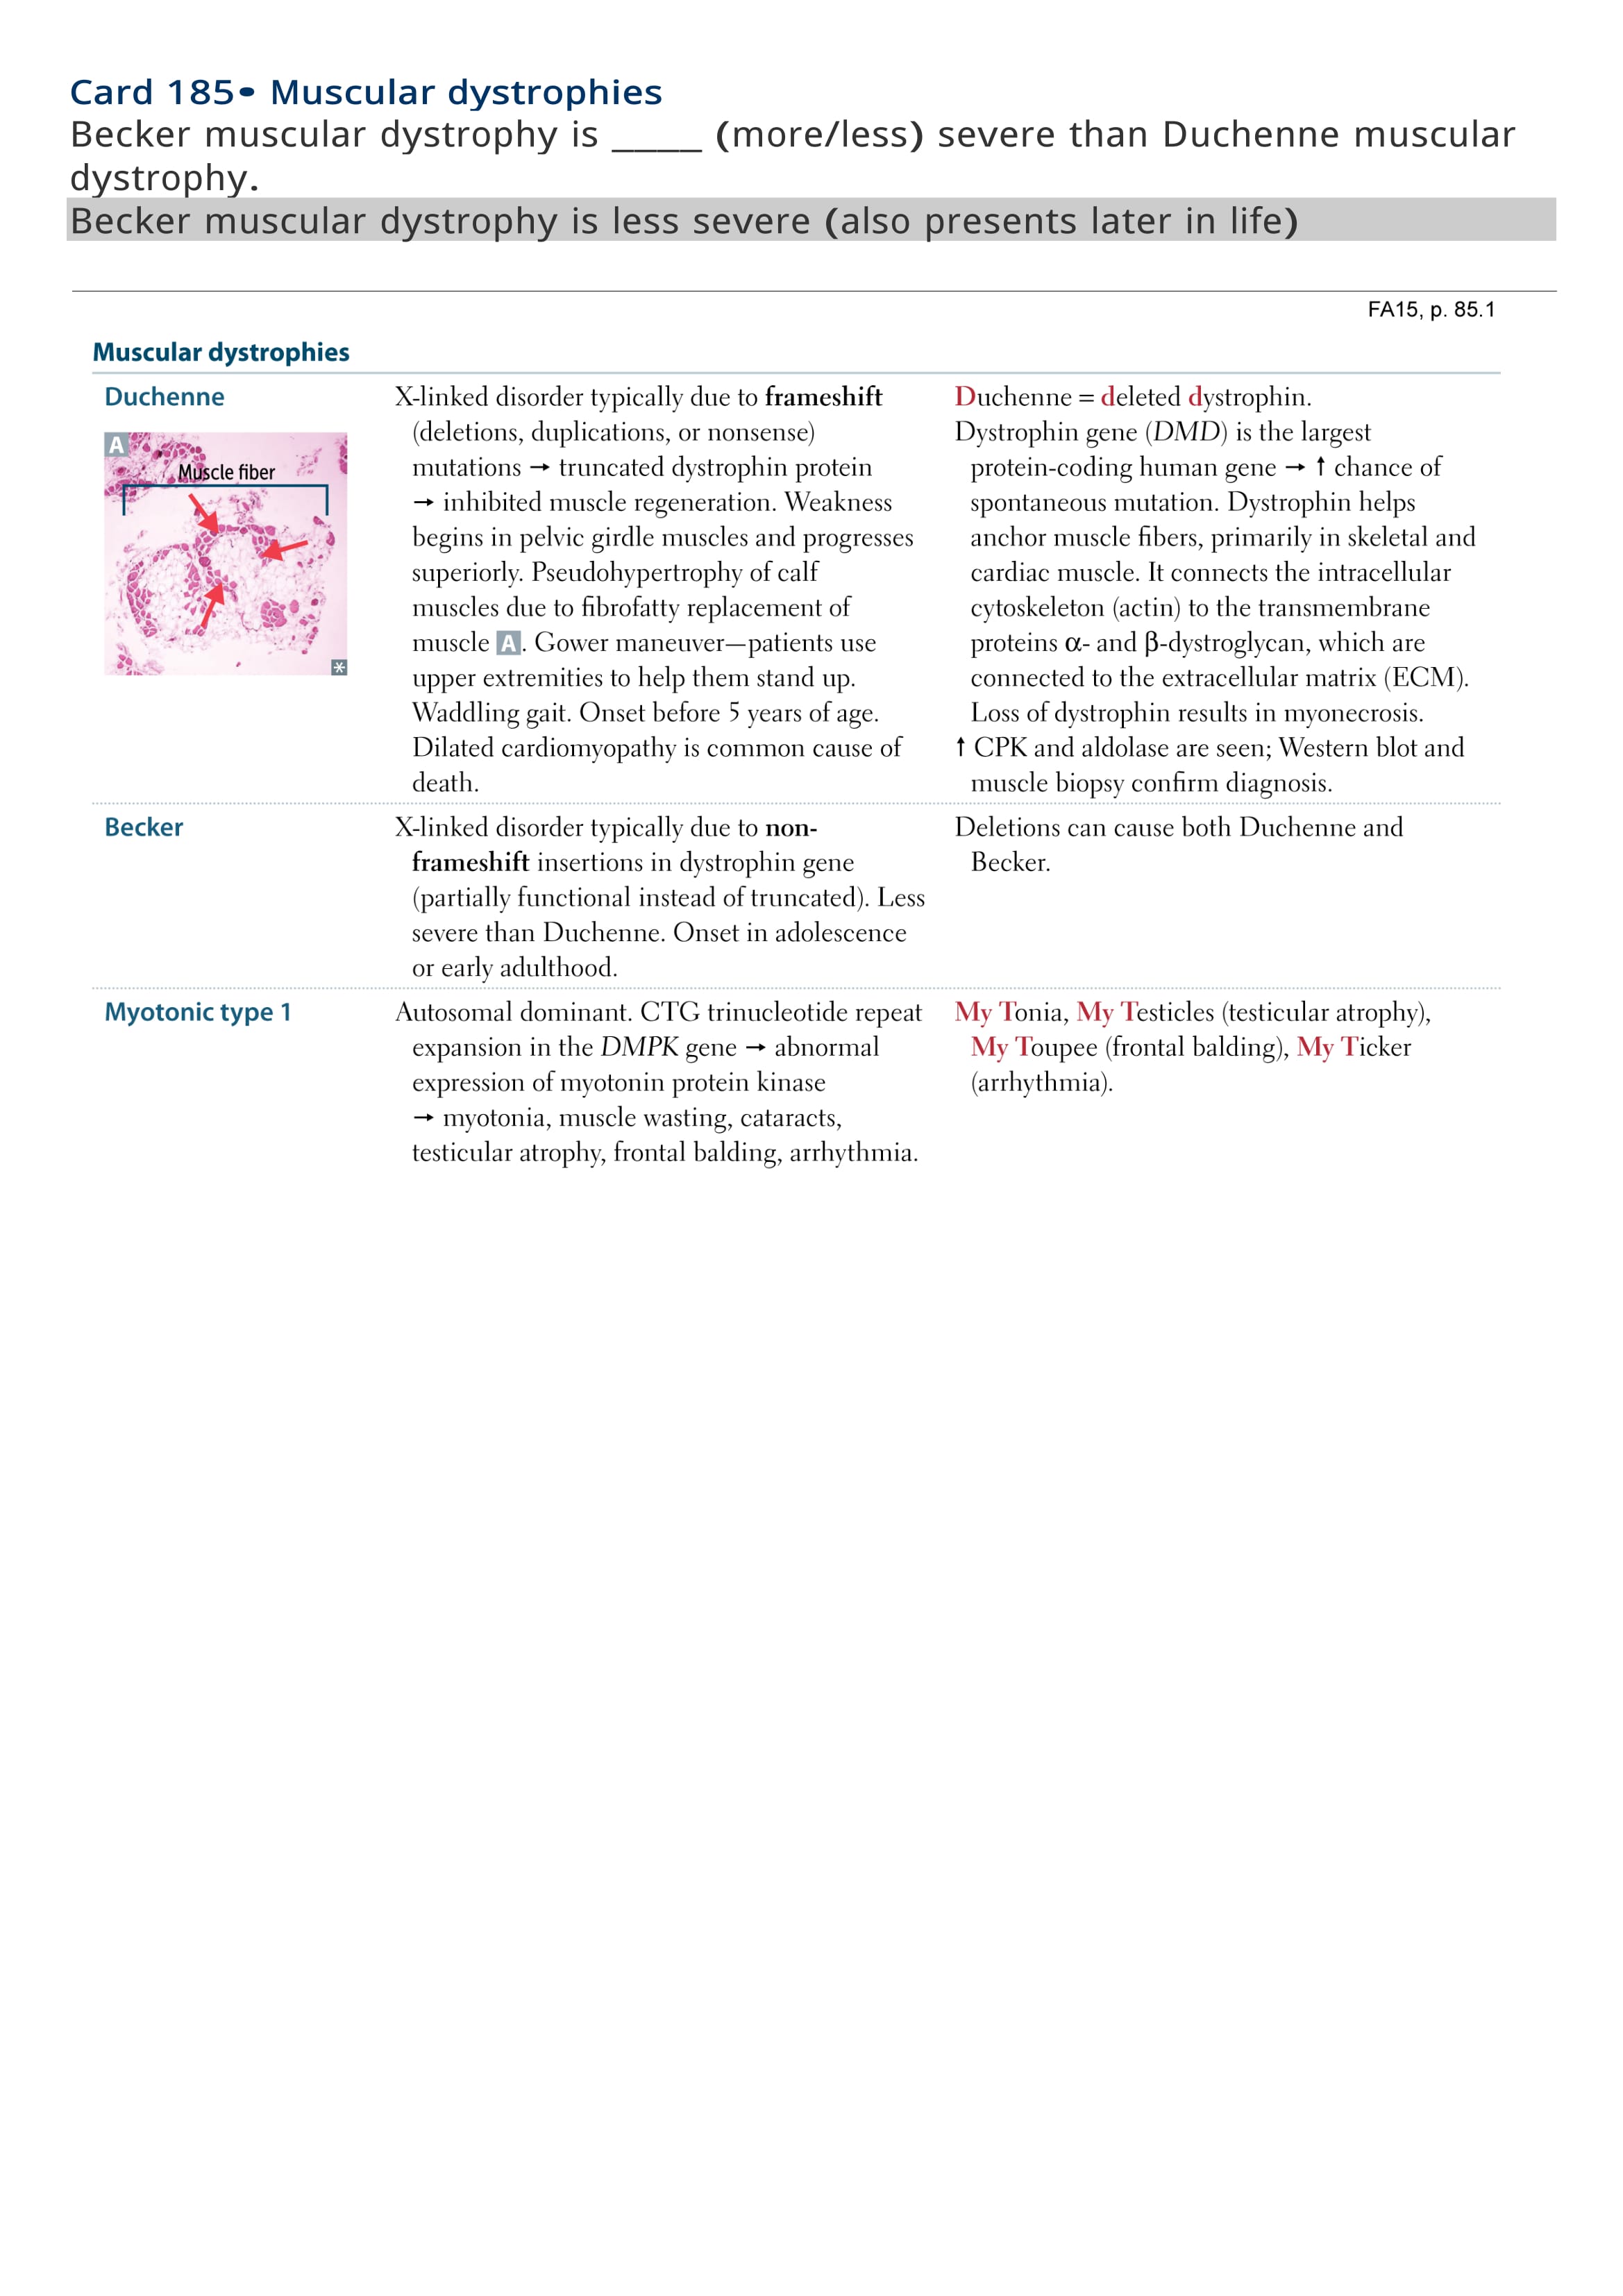 Card 185• Muscular dystrophies
Becker muscular dystrophy is ____ (more/less) severe than Duchenne muscular
dystrophy.
Becker muscular dystrophy is less severe (also presents later in life)
FA15, p. 85.1
Muscular dystrophies
Duchenne
A
Muscle fiber
*
X-linked disorder typically due to frameshift
(deletions, duplications, or nonsense)
mutations → truncated dystrophin protein
→ inhibited muscle regeneration. Weakness
begins in pelvic girdle muscles and progresses
superiorly. Pseudohypertrophy of calf
muscles due to fibrofatty replacement of
muscle A. Gower maneuver—patients use
upper extremities to help them stand up.
Waddling gait. Onset before 5 years of age.
Dilated cardiomyopathy is common cause of
death.
Duchenne = deleted dystrophin.
Dystrophin gene (DMD) is the largest
protein-coding human gene → ↑ chance of
spontaneous mutation. Dystrophin helps
anchor muscle fibers, primarily in skeletal and
cardiac muscle. It connects the intracellular
cytoskeleton (actin) to the transmembrane
proteins α- and β-dystroglycan, which are
connected to the extracellular matrix (ECM).
Loss of dystrophin results in myonecrosis.
↑ CPK and aldolase are seen; Western blot and
muscle biopsy confirm diagnosis.
Becker
X-linked disorder typically due to non-
frameshift insertions in dystrophin gene
(partially functional instead of truncated). Less
severe than Duchenne. Onset in adolescence
or early adulthood.
Deletions can cause both Duchenne and
Becker.
Myotonic type 1
Autosomal dominant. CTG trinucleotide repeat
expansion in the DMPK gene → abnormal
expression of myotonin protein kinase
→ myotonia, muscle wasting, cataracts,
testicular atrophy, frontal balding, arrhythmia.
My Tonia, My Testicles (testicular atrophy),
My Toupee (frontal balding), My Ticker
(arrhythmia).